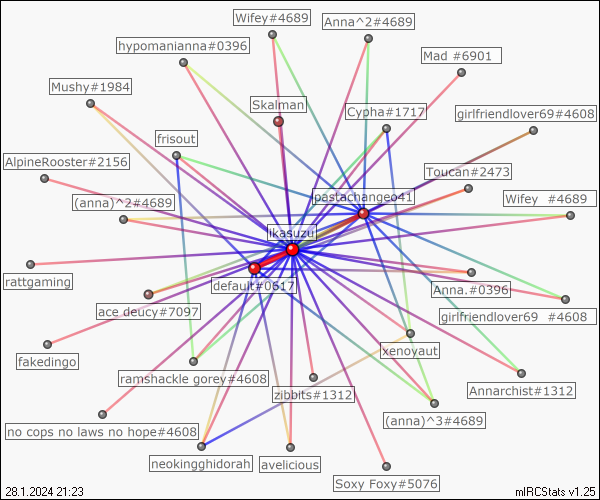 Wifey#4689
Anna^2#4689
hypomanianna#0396
Mad #6901
Mushy#1984
Skalman
Cypha#1717
girlfriendlover69#4608
frisout
AlpineRooster#2156
Toucan#2473
(anna)^2#4689
pastachangeo41
Wifey  #4689
likasuzu
rattgaming
default#0617
Anna.#0396
ace deucy#7097
girlfriendlover69  #4608
fakedingo
xenoyaut
ramshackle gorey#4608
zibbits#1312
Annarchist#1312
no cops no laws no hope#4608
(anna)^3#4689
neokingghidorah
avelicious
Soxy Foxy#5076
28.1.2024 21:23
mIRCStats v1.25